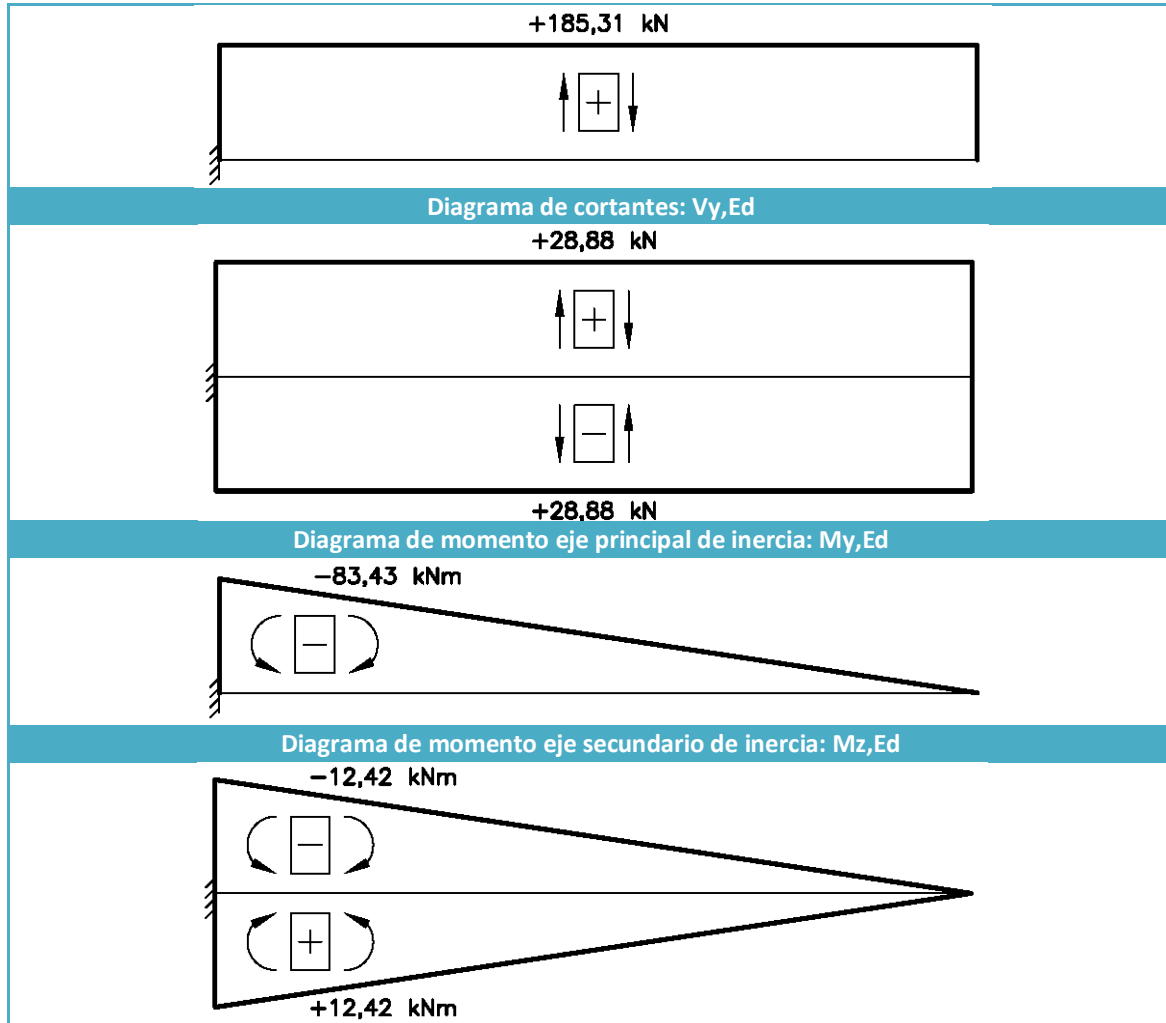 +185,31 kN
+
Diagrama de cortantes: Vy,Ed
+28,88 kN
+
−
+28,88 kN
Diagrama de momento eje principal de inercia: My,Ed
−83,43 kNm
−
Diagrama de momento eje secundario de inercia: Mz,Ed
−12,42 kNm
−
+
+12,42 kNm